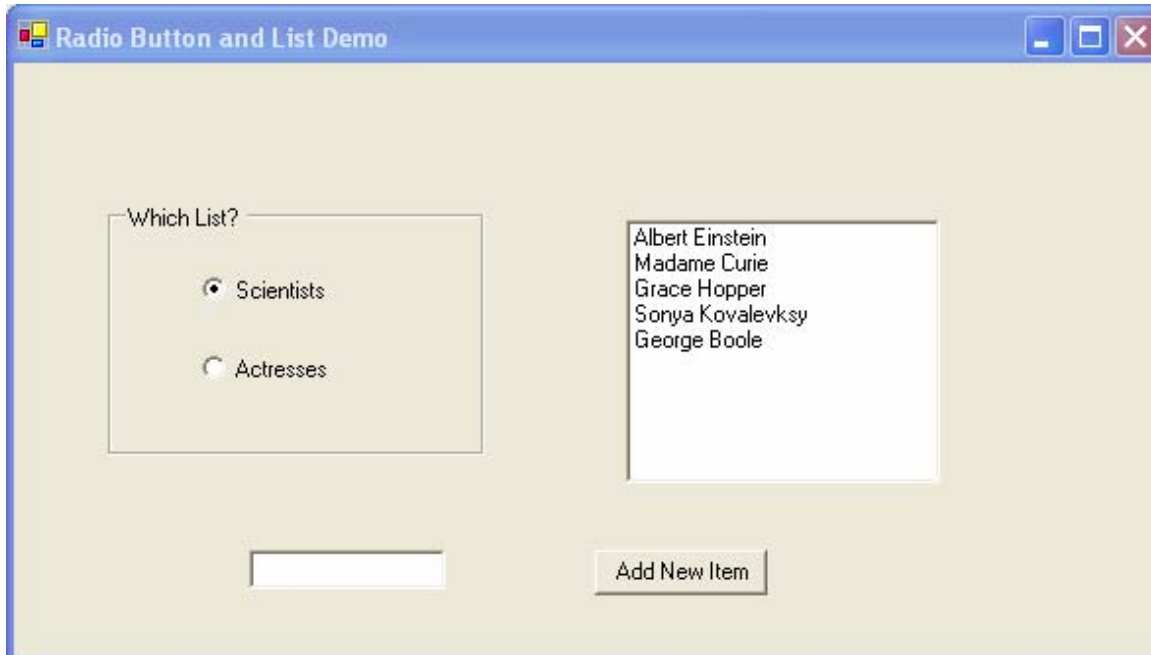 Radio Button and List Demo
Which List?
Scientists
Actresses
Albert Einstein
Madame Curie
Grace Hopper
Sonya Kovalevksy
George Boole
Add New Item